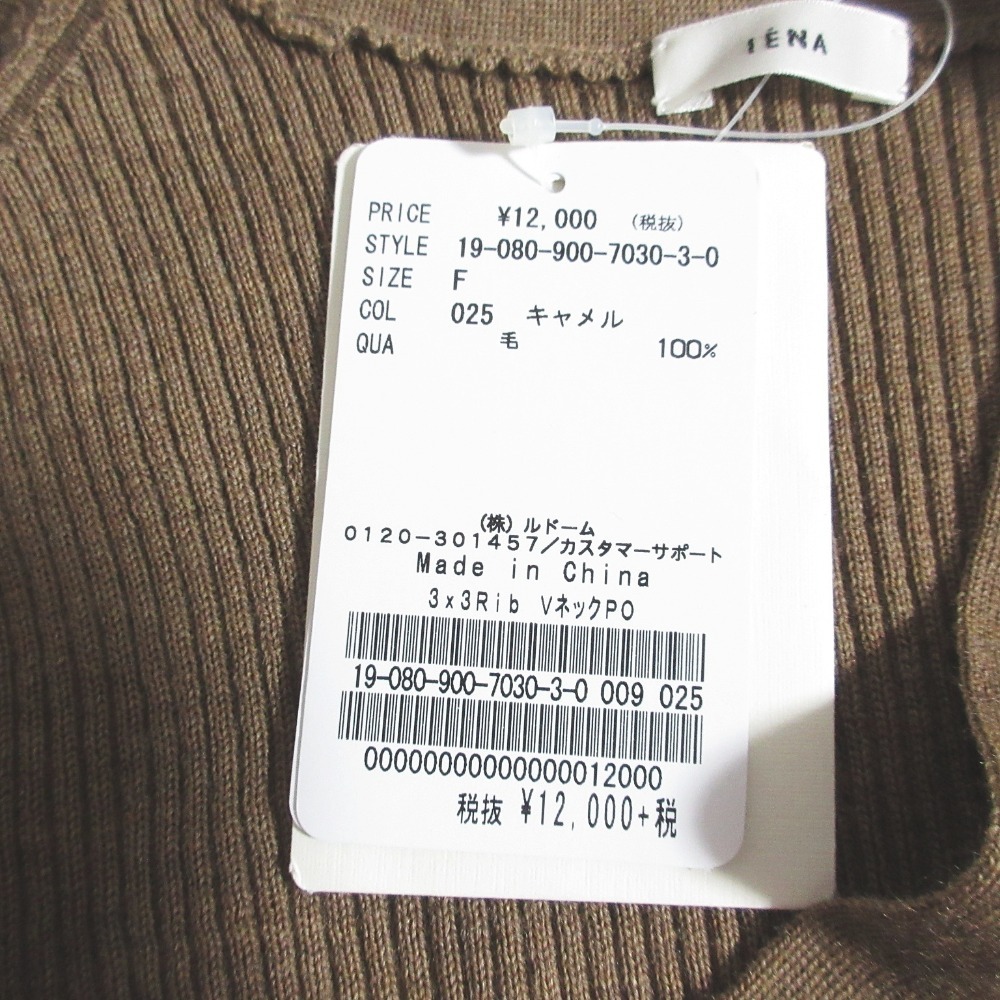 IÉNA
PRICE ¥12,000 (税抜)
STYLE 19-080-900-7030-3-0
SIZE F
COL 025 キャメル
QUA 毛 100%
(株)ルドーム
0120-301457/カスタマーサポート
Made in China
3x3Rib VネックPO
19-080-900-7030-3-0 009 025
000000000000000012000
税抜 ¥12,000+税